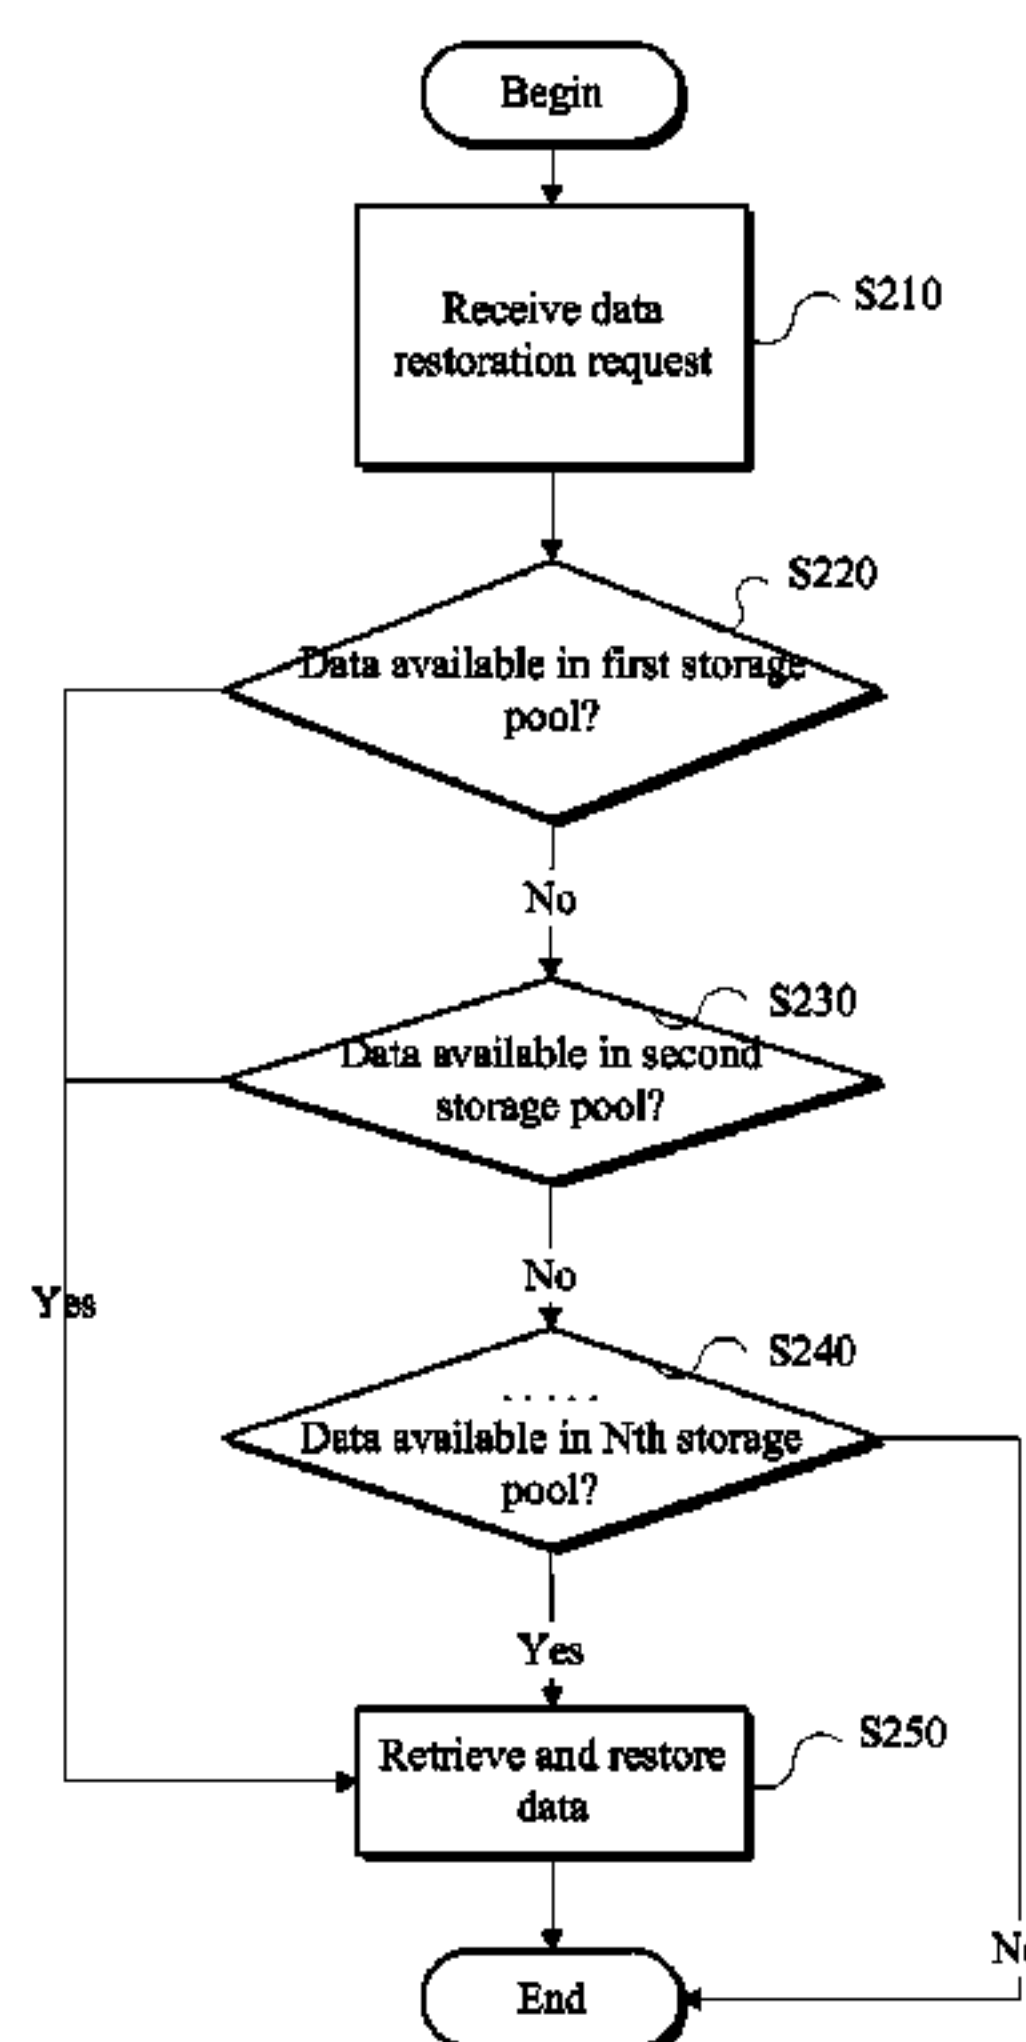 Begin
Receive data
restoration request
S210
S220
Data available in first storage
pool?
No
S230
Data available in second
storage pool?
Yes
No
S240
. . . . .
Data available in Nth storage
pool?
Yes
Retrieve and restore
data
S250
End